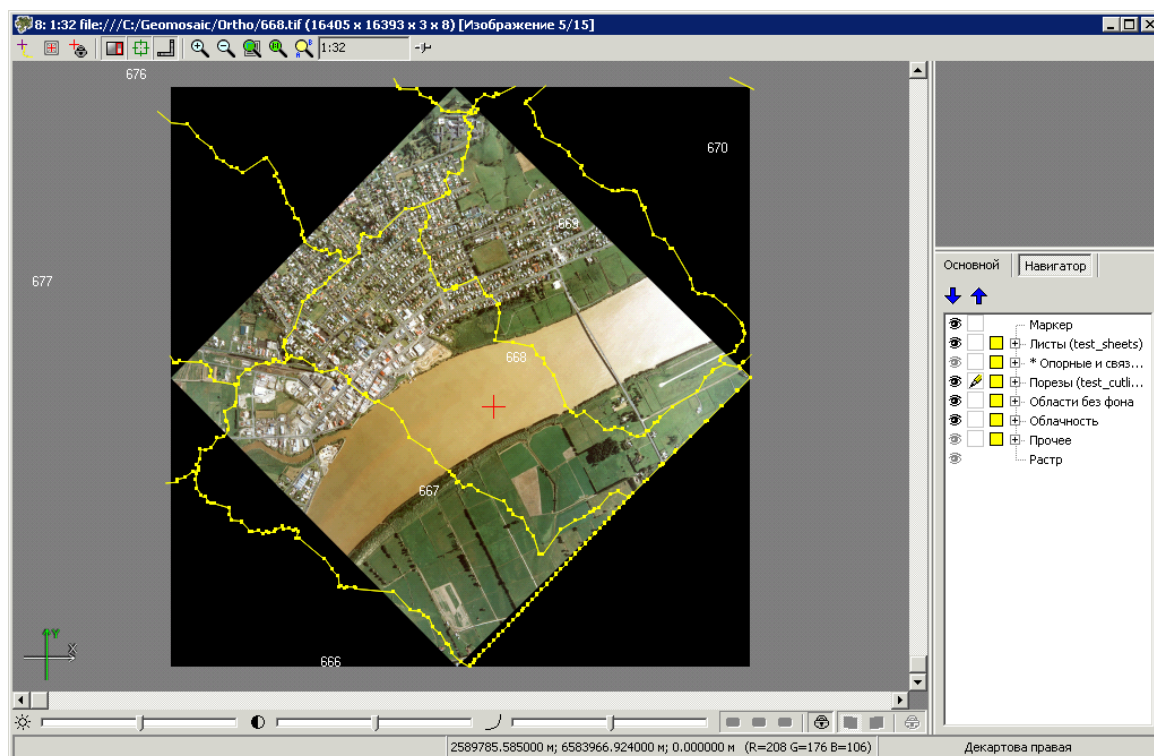 8: 1:32 file:///C:/Geomosaic/Ortho/668.tif (16405 x 16393 x 3 x 8) [Изображение 5/15]
1:32
676
670
669
677
668
667
666
Y
X
Основной Навигатор
Маркер
Листы (test_sheets)
* Опорные и связ...
Порезы (test_cutli...
Области без фона
Облачность
Прочее
Растр
2589785.585000 м; 6583966.924000 м; 0.000000 м (R=208 G=176 B=106) Декартова правая